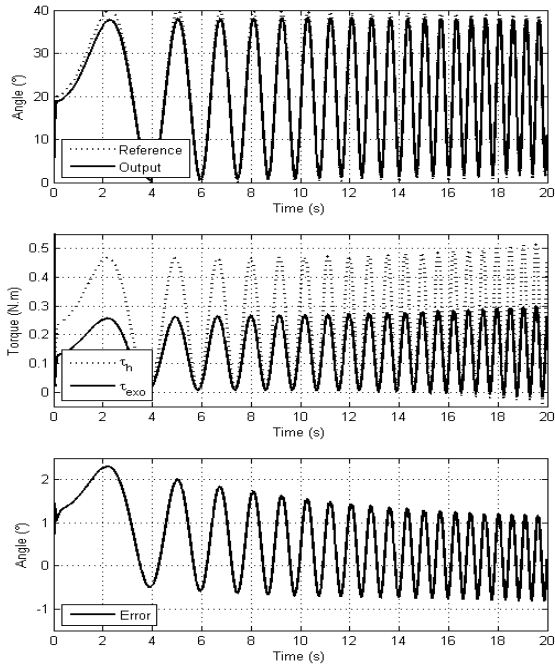 40
30
20
10
0
Angle (º)
Reference
Output
0 2 4 6 8 10 12 14 16 18 20
Time (s)
0.5
0.4
0.3
0.2
0.1
0
Torque (N.m)
τh
τexo
0 2 4 6 8 10 12 14 16 18 20
Time (s)
2
1
0
-1
Angle (º)
Error
0 2 4 6 8 10 12 14 16 18 20
Time (s)